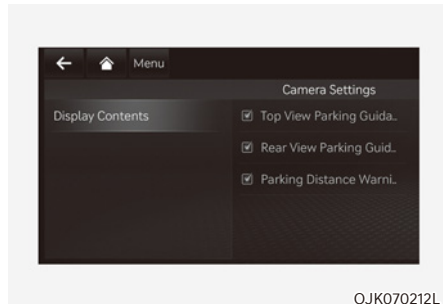 Menu
Camera Settings
Display Contents
Top View Parking Guida..
Rear View Parking Guid..
Parking Distance Warni..
OJK070212L